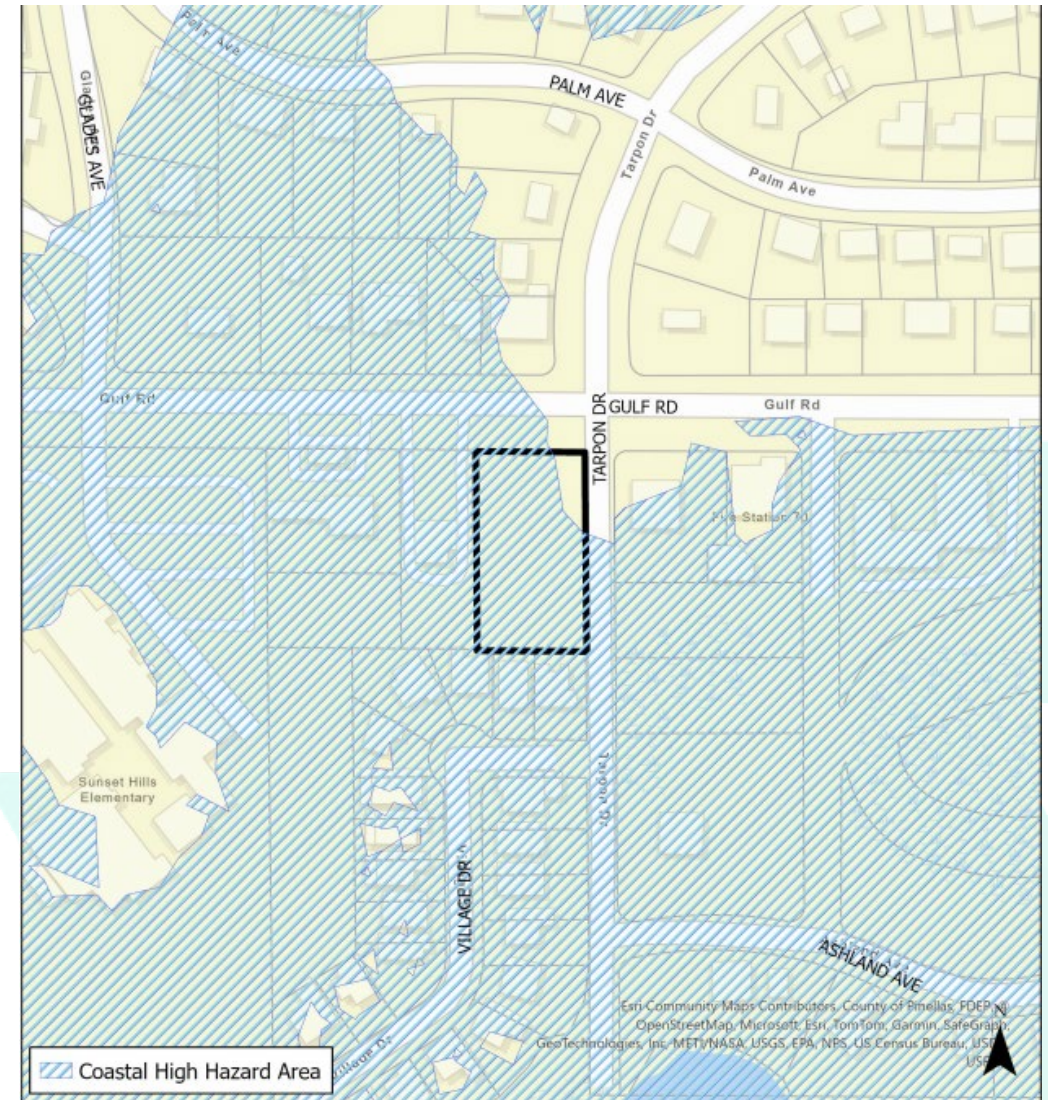 Palm Ave
GLADES AVE
PALM AVE
Tarpon Dr
Palm Ave
Gulf Rd
TARPON DR
GULF RD
Gulf Rd
Fire Station 70
Sunset Hills
Elementary
Tarpon Dr
VILLAGE DR
ASHLAND AVE
Village Dr
Esri Community Maps Contributors, County of Pinellas, FDEP, ©
OpenStreetMap, Microsoft, Esri, TomTom, Garmin, SafeGraph,
GeoTechnologies, Inc, METI/NASA, USGS, EPA, NPS, US Census Bureau,
N
Coastal High Hazard Area